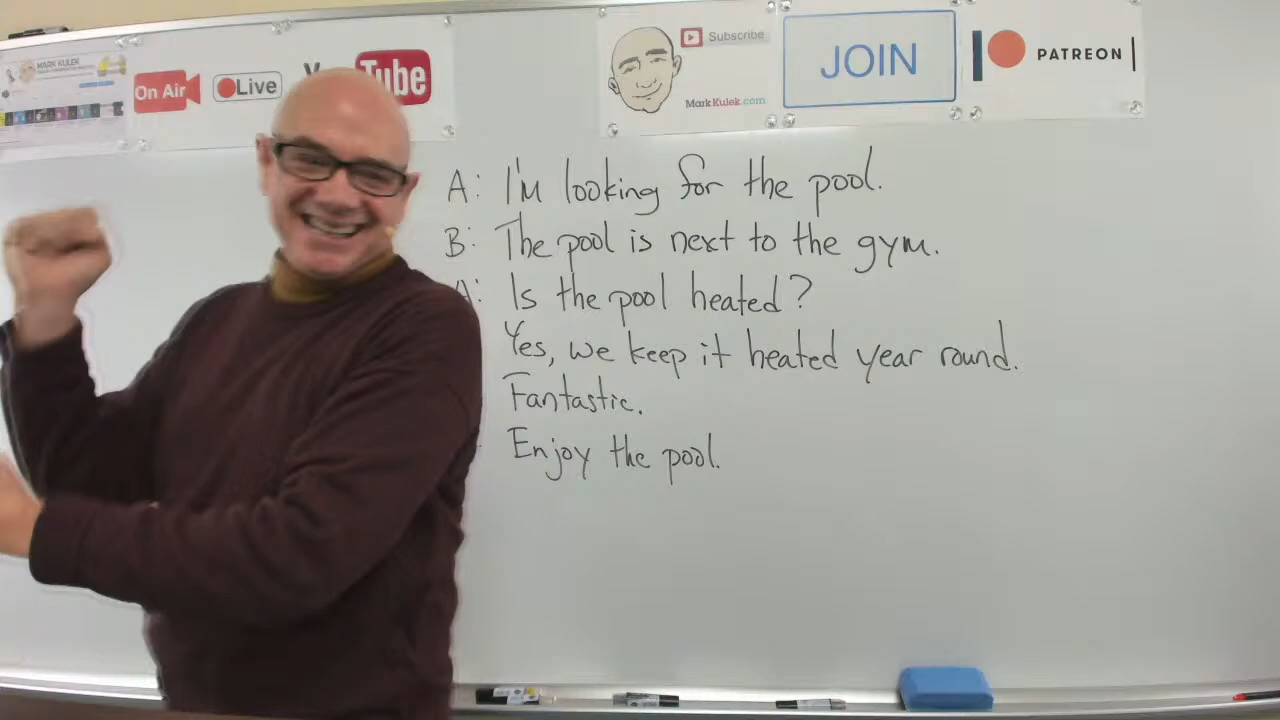 MARK KULEK
On Air
Live
Tube
Subscribe
MarkKulek.com
JOIN
PATREON
A: I'm looking for the pool.
B: The pool is next to the gym.
A: Is the pool heated?
Yes, we keep it heated year round.
Fantastic.
Enjoy the pool.